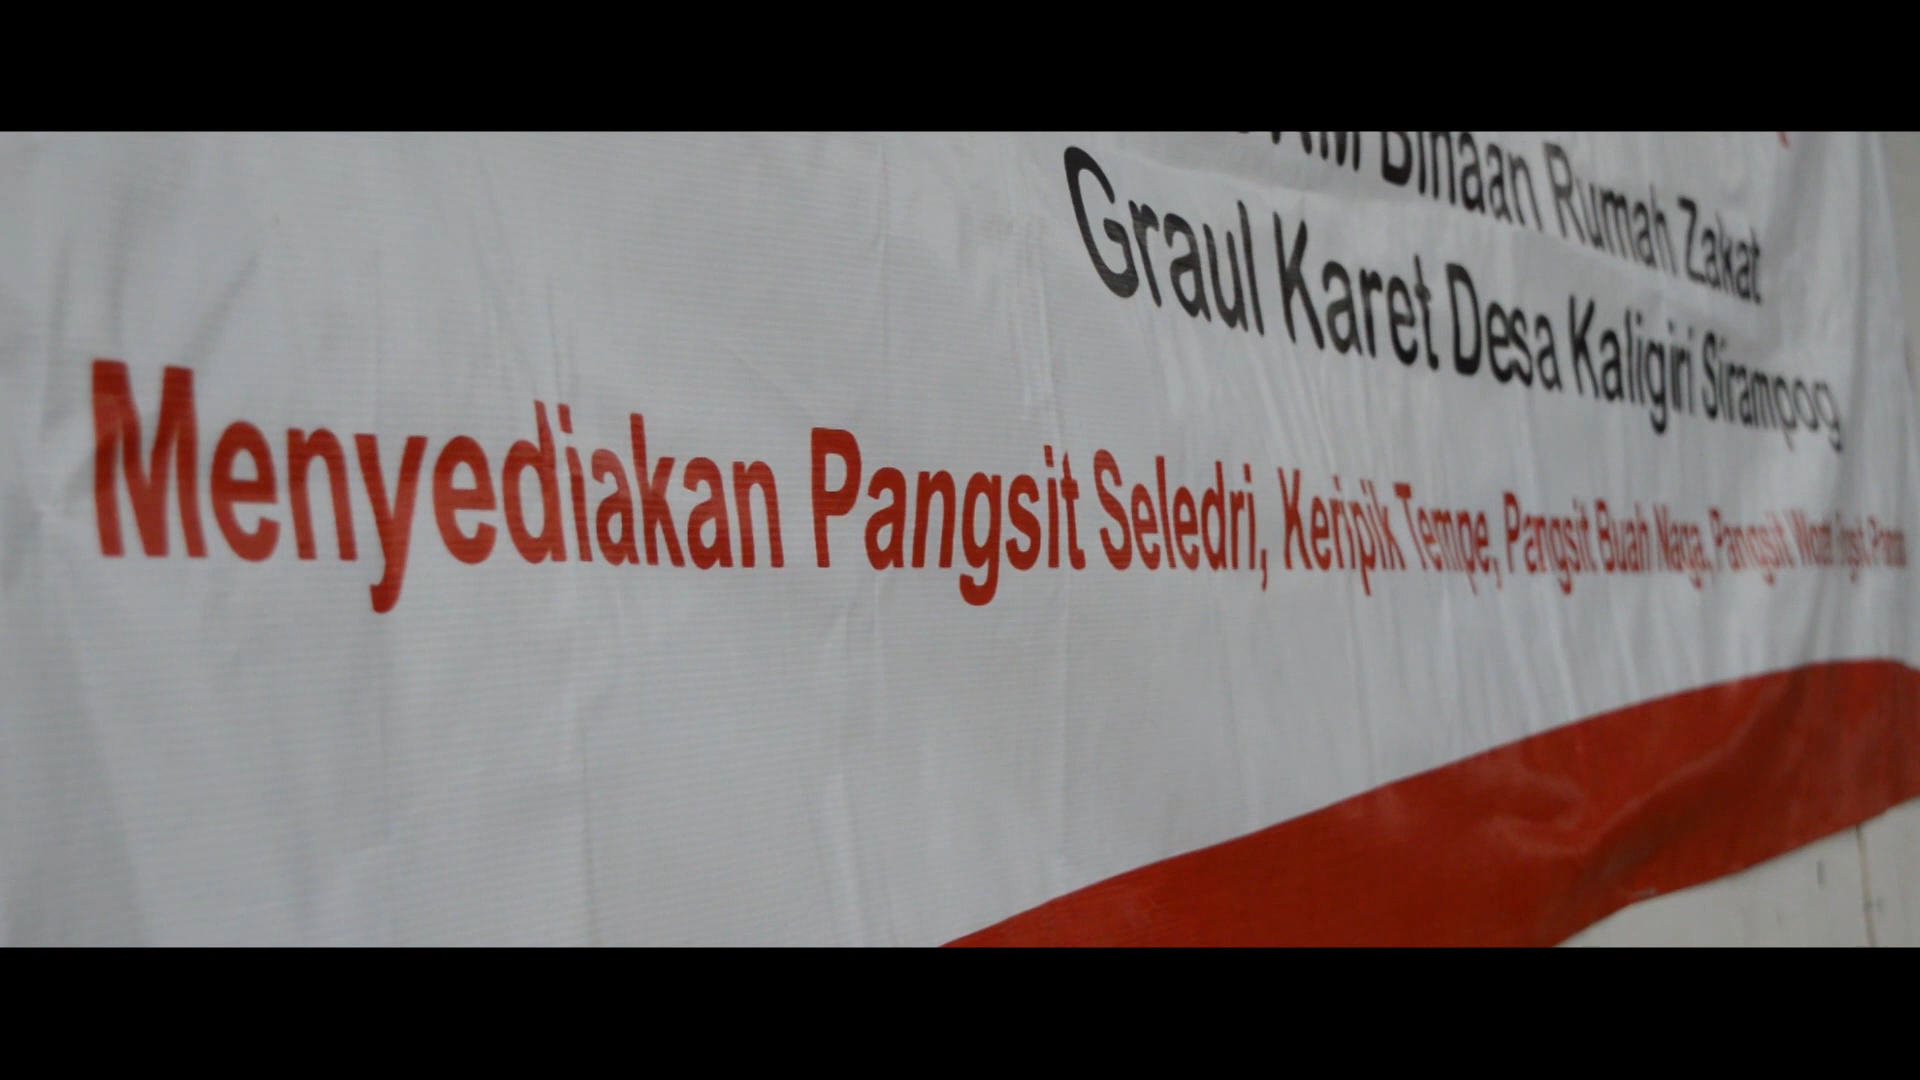 Binaan Rumah Zakat
Graul Karet Desa Kaligiri Sirampog
Menyediakan Pangsit Seledri, Keripik Tempe, Pangsit Buah Naga, Pangsit